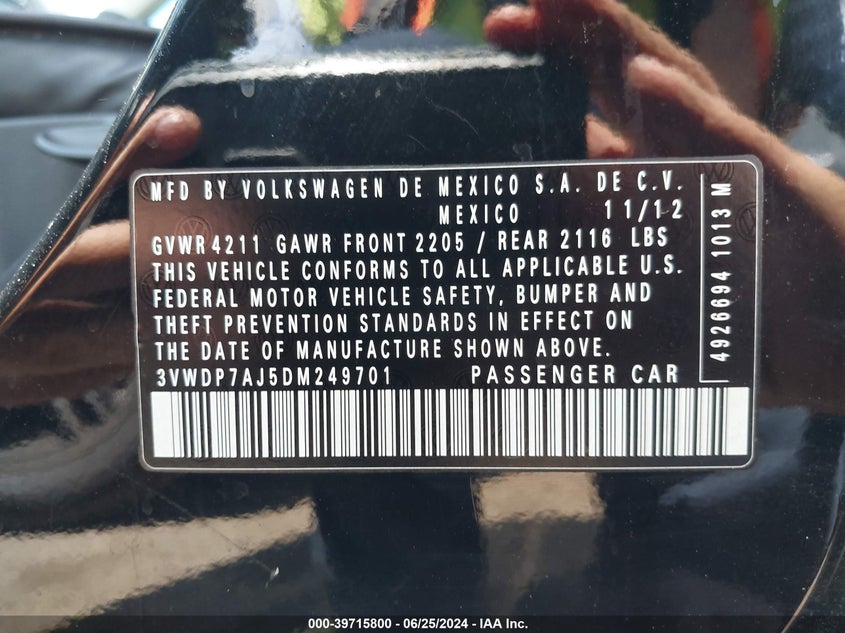 MFD BY VOLKSWAGEN DE MEXICO S.A. DE C.V.
MEXICO 11/12
GVWR 4211 GAWR FRONT 2205 / REAR 2116 LBS
THIS VEHICLE CONFORMS TO ALL APPLICABLE U.S.
FEDERAL MOTOR VEHICLE SAFETY, BUMPER AND
THEFT PREVENTION STANDARDS IN EFFECT ON
THE DATE OF MANUFACTURE SHOWN ABOVE.
3VWDP7AJ5DM249701 PASSENGER CAR
4926694 1013 M
000-39715800 - 06/25/2024 - IAA Inc.